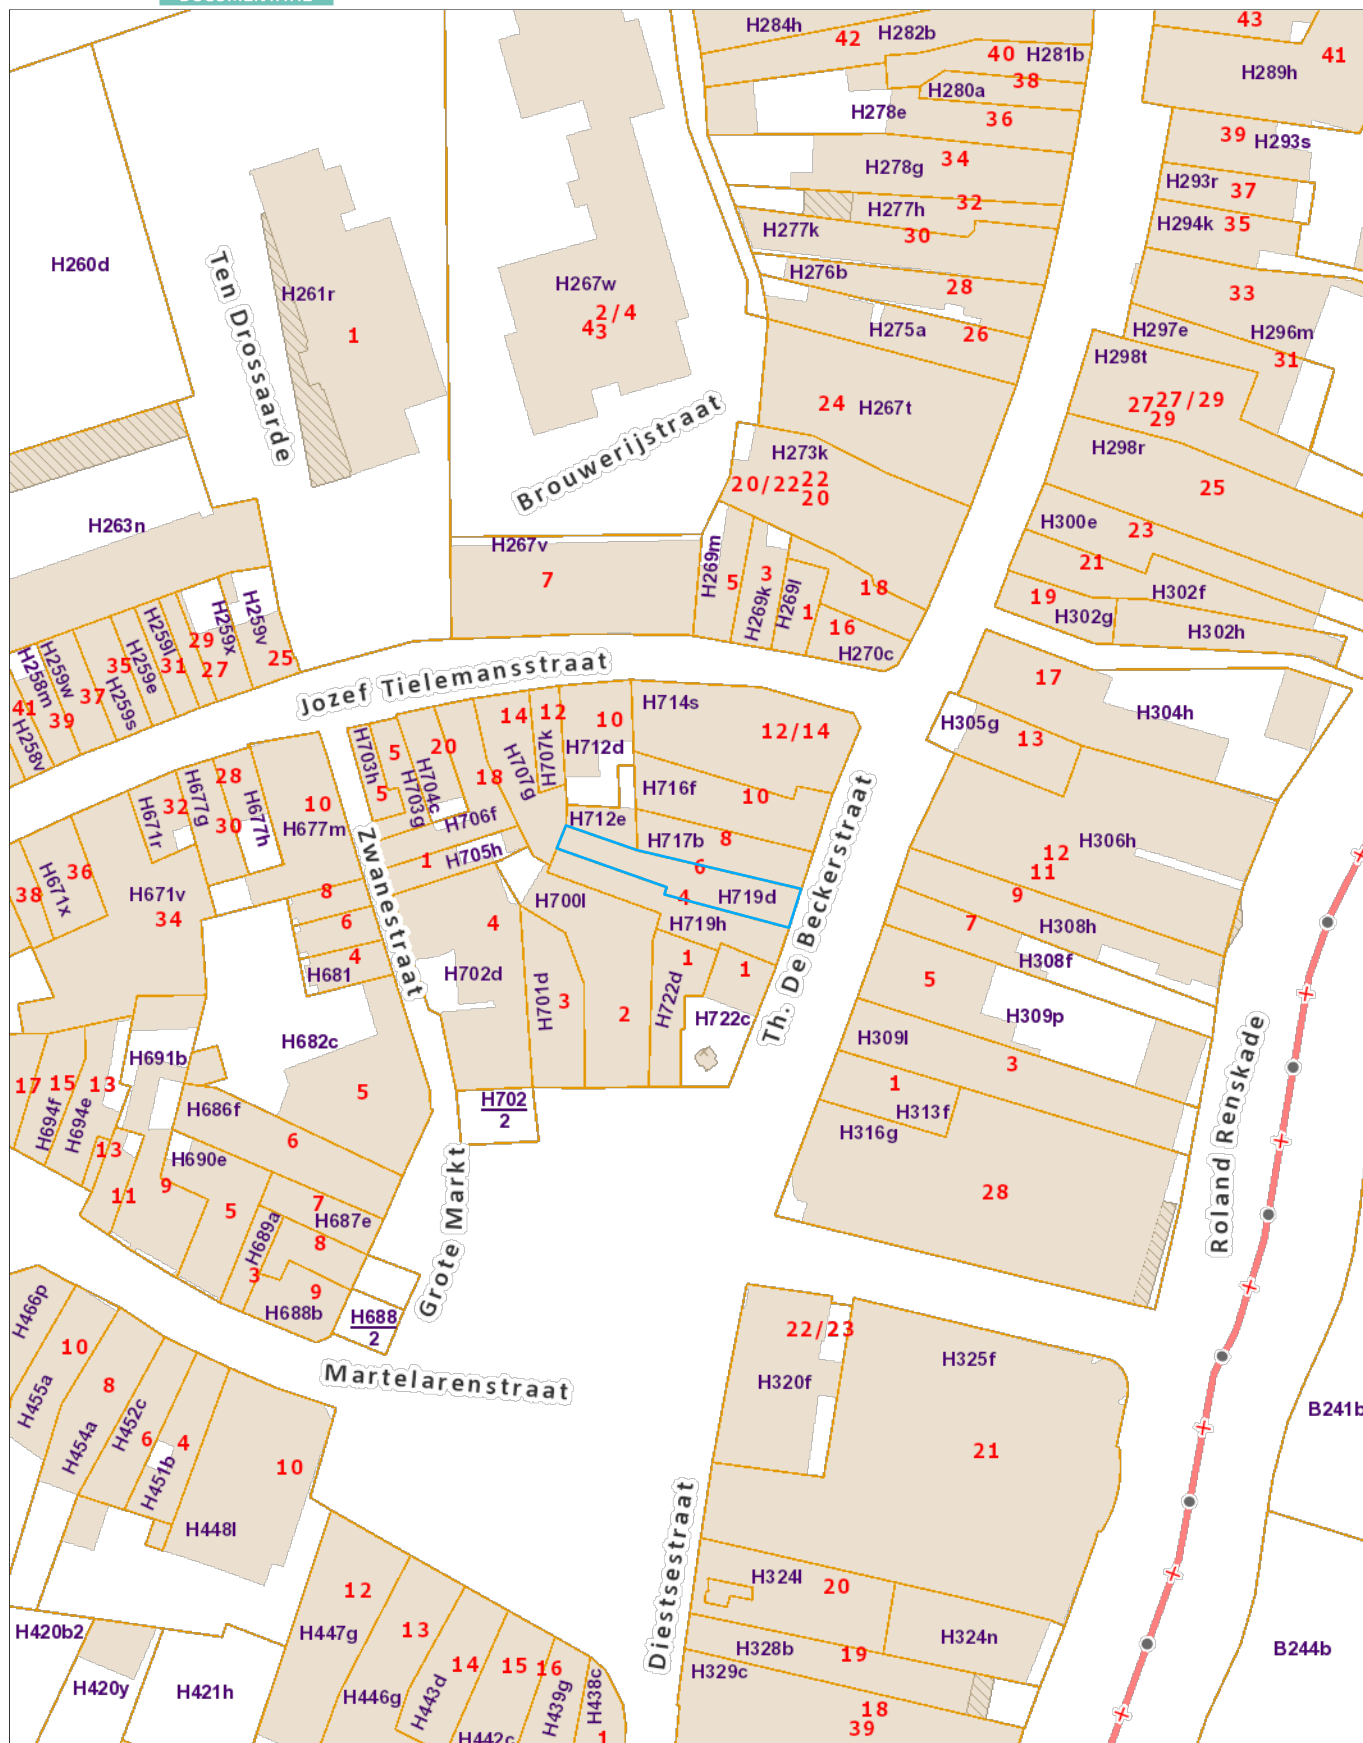 H284h
42
H282b
40
H281b
38
H280a
H278e
36
34
H278g
32
H277h
H277k
30
H276b
28
H275a
26
24
H267t
H273k
20/22
22
20
43
41
H289h
39
H293s
H293r
37
H294k
35
33
H297e
H296m
31
H298t
27
27/29
29
H298r
25
H300e
23
21
H302f
19
H302g
H302h
H260d
Ten Drossaarde
H261r
1
H267w
2/4
43
Brouwerijstraat
H263n
H267v
7
H269m
5
3
H269k
H269l
1
18
16
H270c
H259v
H259x
29
27
25
H259l
31
H259e
35
H259s
37
H259w
39
H258m
41
H258v
Jozef Tielemansstraat
H703h
5
5
H703g
20
H704c
18
14
H707g
12
H707k
10
H712d
H714s
12/14
H716f
10
H712e
H717b
8
6
4
H719d
H706f
1
H705h
H700l
H719h
17
H304h
H305g
13
H306h
12
11
9
H308h
7
H308f
5
H309p
H309l
3
1
H313f
H316g
28
Th. De Beckerstraat
Zwanestraat
28
H677g
32
H671r
30
H677h
10
H677m
36
H671x
38
H671v
34
8
6
4
H681
4
H702d
H701d
3
2
H722d
1
1
H722c
H682c
5
H691b
17
15
13
H694f
H694e
H686f
6
13
H690e
11
9
5
7
H687e
H689a
8
3
9
H688b
H702
2
H688
2
Grote Markt
Roland Renskade
H466p
10
H455a
8
H454a
H452c
6
4
H451b
10
H448l
Martelarenstraat
22/23
H320f
H325f
21
B241b
H324l
20
H324n
H328b
19
H329c
18
39
Diestsestraat
B244b
12
H447g
13
H446g
14
H443d
15
16
H439g
H438c
H442c
1
H420b2
H420y
H421h